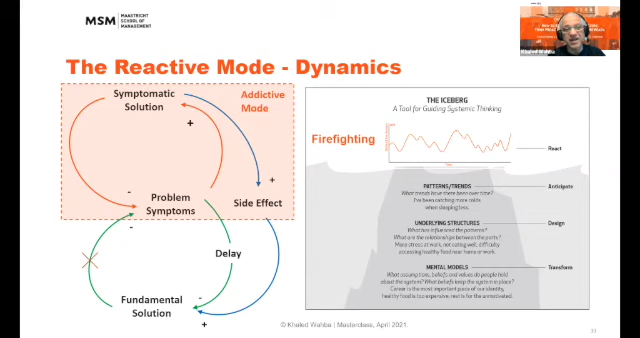 MSM
MAASTRICHT
SCHOOL OF
MANAGEMENT
Khaled Wahba
The Reactive Mode - Dynamics
Symptomatic
Solution
Addictive
Mode
+
+
-
Problem
Symptoms
Side Effect
-
Delay
Fundamental
Solution
-
+
THE ICEBERG
A Tool for Guiding Systemic Thinking
Firefighting
React
PATTERNS/TRENDS
Anticipate
What trends have there been over time?
I've been catching more colds
when sleeping less.
UNDERLYING STRUCTURES
Design
What has influenced the patterns?
What are the relationships between the parts?
More stress at work, not eating well, difficulty
accessing healthy food near home or work.
MENTAL MODELS
Transform
What assumptions, beliefs and values do people hold
about the system? What beliefs keep the system in place?
Career is the most important piece of our identity,
healthy food is too expensive, rest is for the unmotivated.
© Khaled Wahba | Masterclass, April 2021.